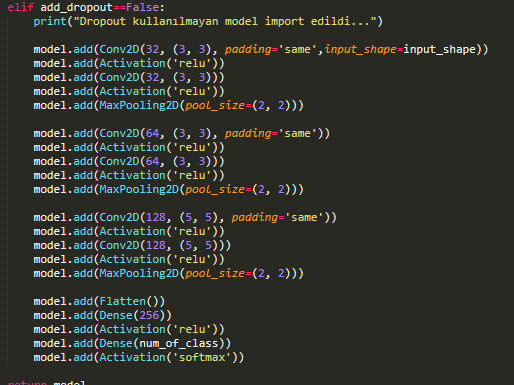 elif add_dropout==False:
print("Dropout kullanılmayan model import edildi...")
model.add(Conv2D(32, (3, 3), padding='same',input_shape=input_shape))
model.add(Activation('relu'))
model.add(Conv2D(32, (3, 3)))
model.add(Activation('relu'))
model.add(MaxPooling2D(pool_size=(2, 2)))
model.add(Conv2D(64, (3, 3), padding='same'))
model.add(Activation('relu'))
model.add(Conv2D(64, (3, 3)))
model.add(Activation('relu'))
model.add(MaxPooling2D(pool_size=(2, 2)))
model.add(Conv2D(128, (5, 5), padding='same'))
model.add(Activation('relu'))
model.add(Conv2D(128, (5, 5)))
model.add(Activation('relu'))
model.add(MaxPooling2D(pool_size=(2, 2)))
model.add(Flatten())
model.add(Dense(256))
model.add(Activation('relu'))
model.add(Dense(num_of_class))
model.add(Activation('softmax'))
return model